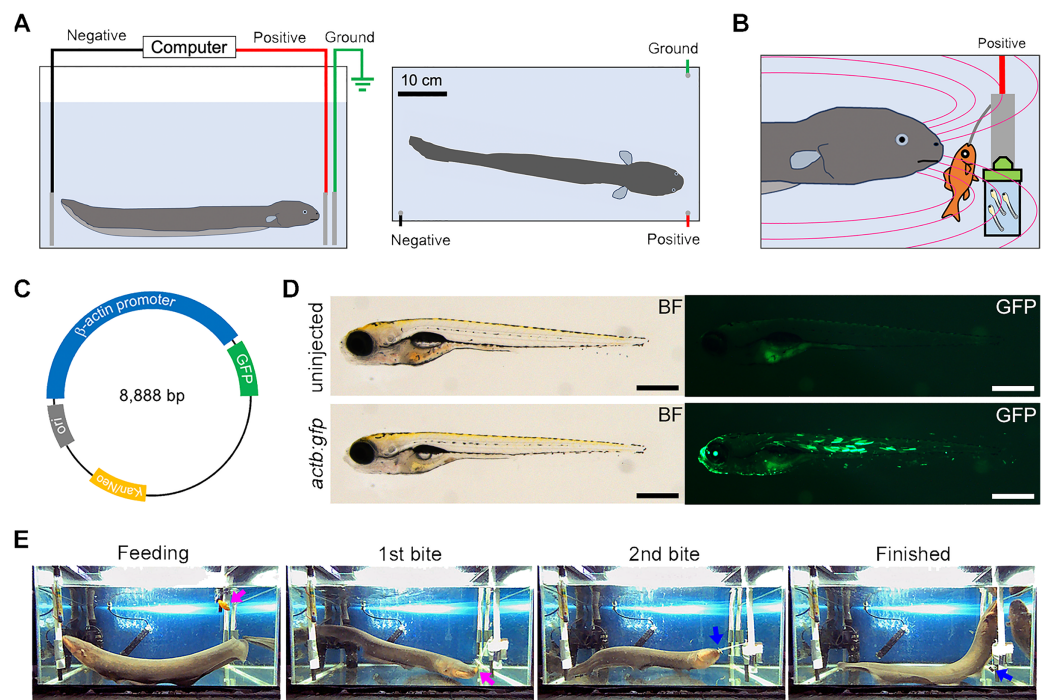 A
Negative
Computer
Positive
Ground
Ground
10 cm
Negative
Positive
B
Positive
C
β-actin promoter
GFP
8,888 bp
ori
Kan/Neo
D
uninjected
BF
GFP
actb:gfp
BF
GFP
E
Feeding
1st bite
2nd bite
Finished